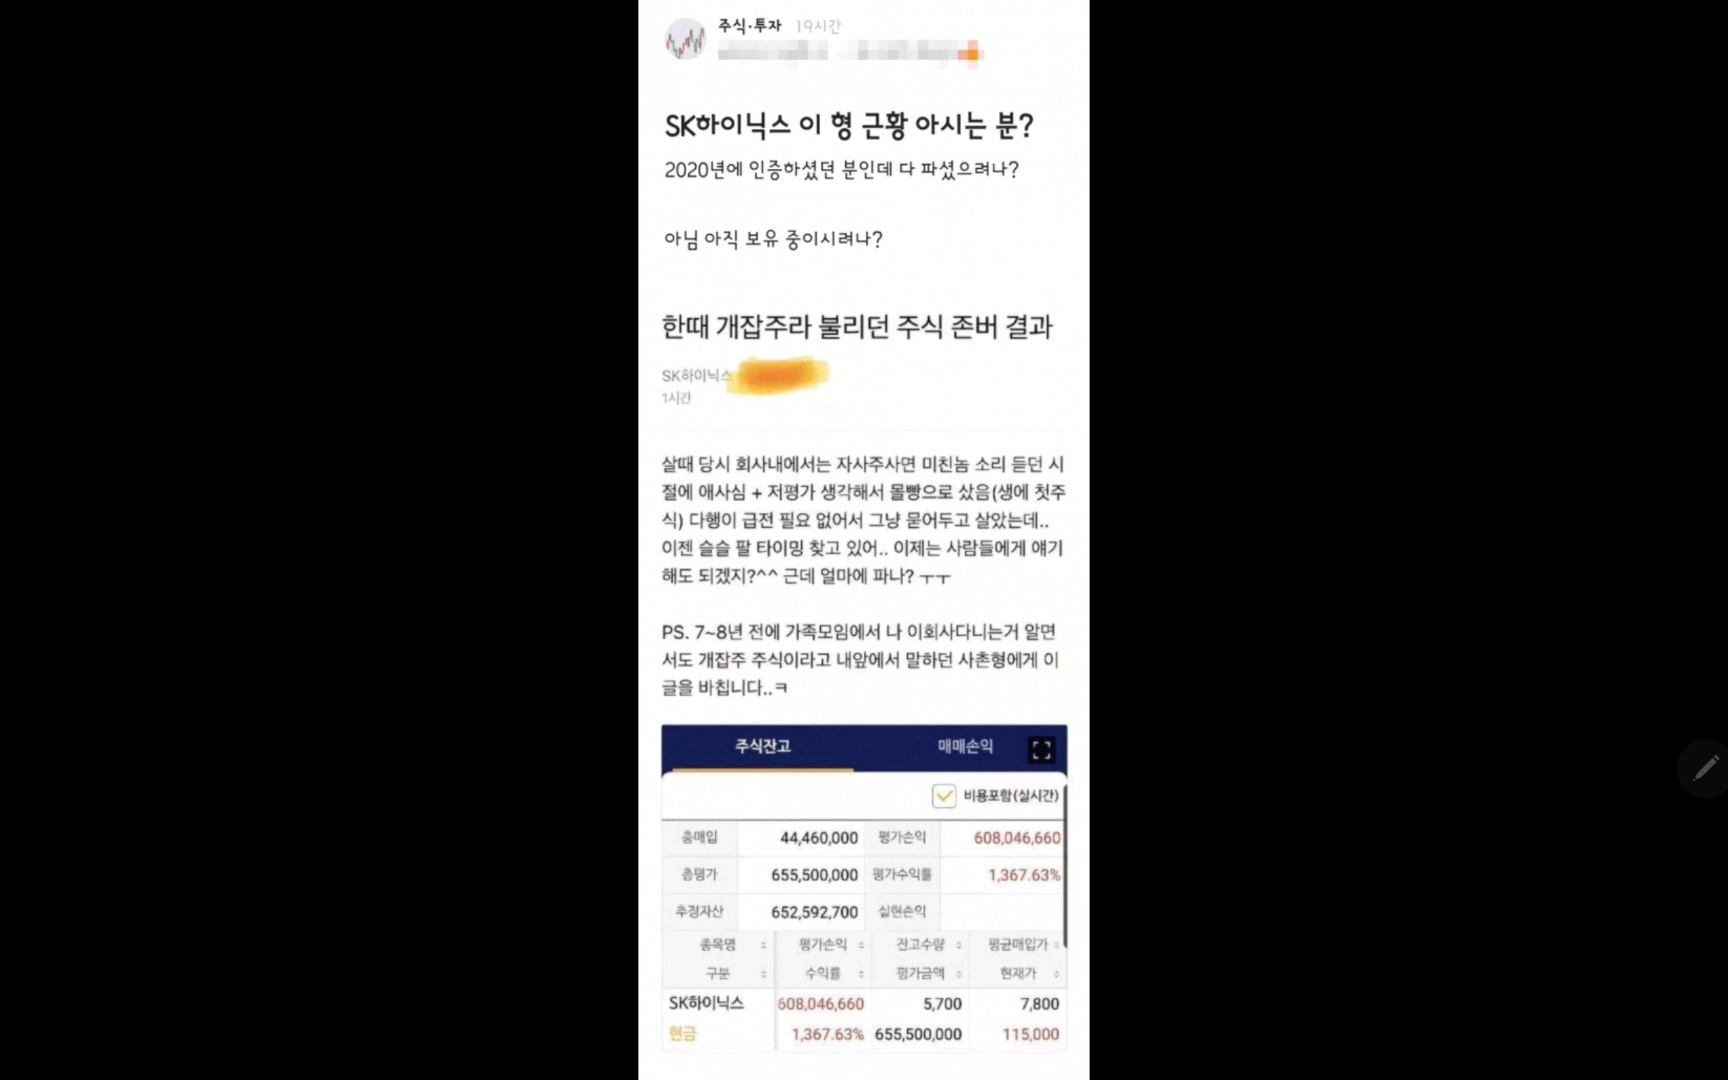 주식·투자 19시간
SK하이닉스 이 형 근황 아시는 분?
2020년에 인증하셨던 분인데 다 파셨으려나?
아님 아직 보유 중이시려나?
한때 개잡주라 불리던 주식 존버 결과
SK하이닉스
1시간
살때 당시 회사내에서는 자사주사면 미친놈 소리 듣던 시
절에 애사심 + 저평가 생각해서 몰빵으로 샀음(생에 첫주
식) 다행이 급전 필요 없어서 그냥 묻어두고 살았는데..
이젠 슬슬 팔 타이밍 찾고 있어.. 이제는 사람들에게 얘기
해도 되겠지?^^ 근데 얼마에 파나? ㅜㅜ
PS. 7~8년 전에 가족모임에서 나 이회사다니는거 알면
서도 개잡주 주식이라고 내앞에서 말하던 사촌형에게 이
글을 바칩니다..ㅋ
주식잔고 매매손익
비용포함(실시간)
총매입 44,460,000 평가손익 608,046,660
총평가 655,500,000 평가수익률 1,367.63%
추정자산 652,592,700 실현손익
종목명 평가손익 잔고수량 평균매입가
구분 수익률 평가금액 현재가
SK하이닉스 608,046,660 5,700 7,800
현금 1,367.63% 655,500,000 115,000